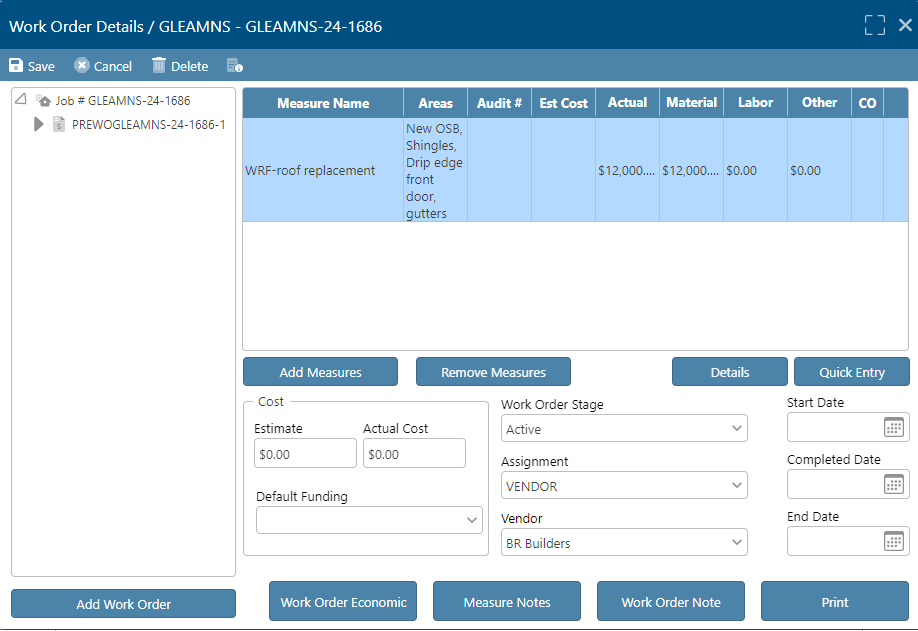 Work Order Details / GLEAMNS - GLEAMNS-24-1686
Save Cancel Delete
Job # GLEAMNS-24-1686
PREWOGLEAMNS-24-1686-1
Measure Name Areas Audit # Est Cost Actual Material Labor Other CO
WRF-roof replacement
New OSB,
Shingles,
Drip edge
front
door,
gutters
$12,000.... $12,000.... $0.00 $0.00
Add Measures Remove Measures Details Quick Entry
Cost
Estimate Actual Cost
$0.00 $0.00
Default Funding
Work Order Stage
Active
Assignment
VENDOR
Vendor
BR Builders
Start Date
Completed Date
End Date
Add Work Order Work Order Economic Measure Notes Work Order Note Print